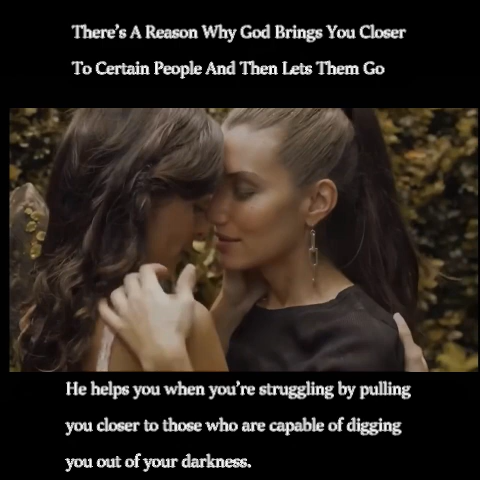 There's A Reason Why God Brings You Closer
To Certain People And Then Lets Them Go
He helps you when you're struggling by pulling
you closer to those who are capable of digging
you out of your darkness.